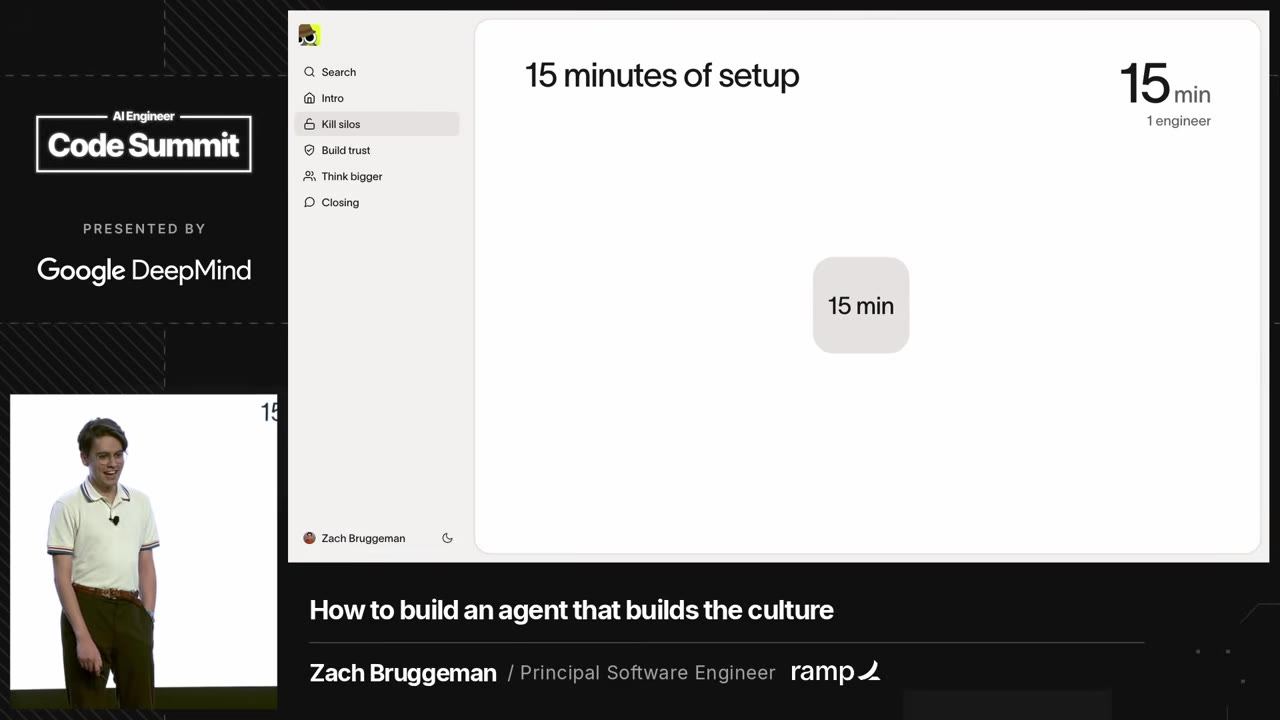 AI Engineer
Code Summit
PRESENTED BY
Google DeepMind
Search
Intro
Kill silos
Build trust
Think bigger
Closing
Zach Bruggeman
15 minutes of setup
15 min
1 engineer
15 min
15
How to build an agent that builds the culture
Zach Bruggeman / Principal Software Engineer ramp